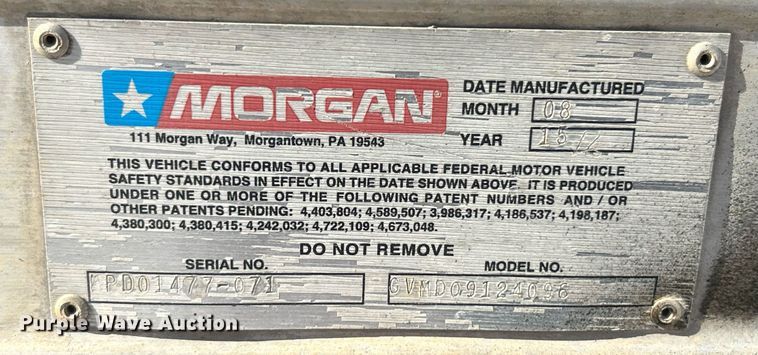 MORGAN®
111 Morgan Way, Morgantown, PA 19543
DATE MANUFACTURED
MONTH 08
YEAR 15//
THIS VEHICLE CONFORMS TO ALL APPLICABLE FEDERAL MOTOR VEHICLE
SAFETY STANDARDS IN EFFECT ON THE DATE SHOWN ABOVE. IT IS PRODUCED
UNDER ONE OR MORE OF THE FOLLOWING PATENT NUMBERS AND / OR
OTHER PATENTS PENDING: 4,403,804; 4,589,507; 3,986,317; 4,186,537; 4,198,187;
4,380,300; 4,380,415; 4,242,032; 4,722,109; 4,673,048.
DO NOT REMOVE
SERIAL NO. MODEL NO.
Purple Wave Auction